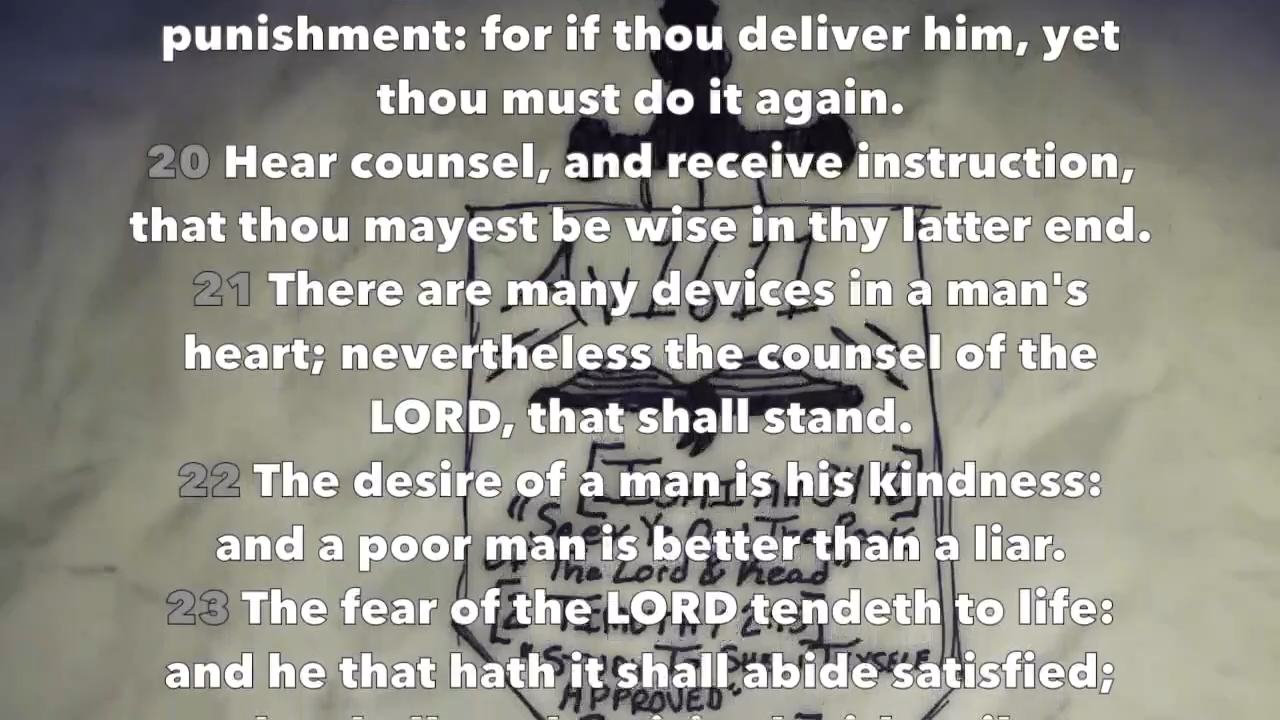 punishment: for if thou deliver him, yet
thou must do it again.
20 Hear counsel, and receive instruction,
that thou mayest be wise in thy latter end.
21 There are many devices in a man's
heart; nevertheless the counsel of the
LORD, that shall stand.
22 The desire of a man is his kindness:
and a poor man is better than a liar.
23 The fear of the LORD tendeth to life:
and he that hath it shall abide satisfied;
The Lord & Read"
APPROVED"